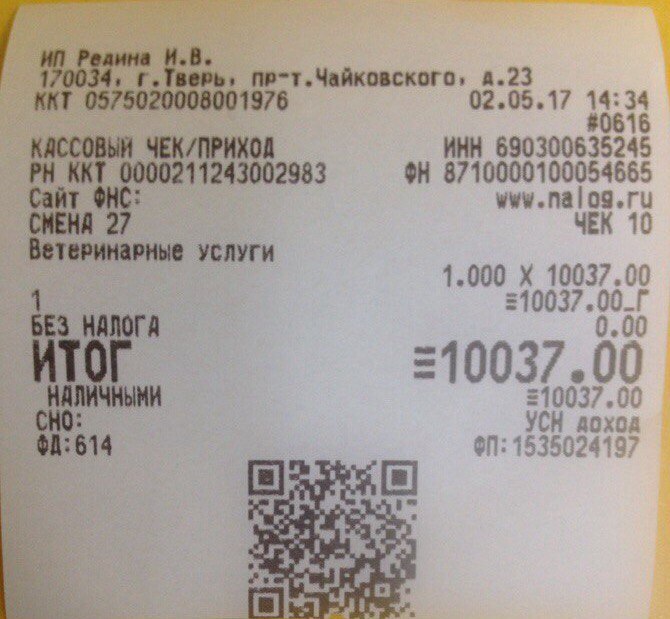 ИП Редина И.В.
170034, г.Тверь, пр-т.Чайковского, д.23
ККТ 0575020008001976 02.05.17 14:34
#0616
КАССОВЫЙ ЧЕК/ПРИХОД ИНН 690300635245
РН ККТ 0000211243002983 ФН 8710000100054665
Сайт ФНС: www.nalog.ru
СМЕНА 27 ЧЕК 10
Ветеринарные услуги
1.000 X 10037.00
1 ≡10037.00_Г
БЕЗ НАЛОГА 0.00
ИТОГ ≡10037.00
НАЛИЧНЫМИ ≡10037.00
СНО: УСН доход
ФД:614 ФП:1535024197